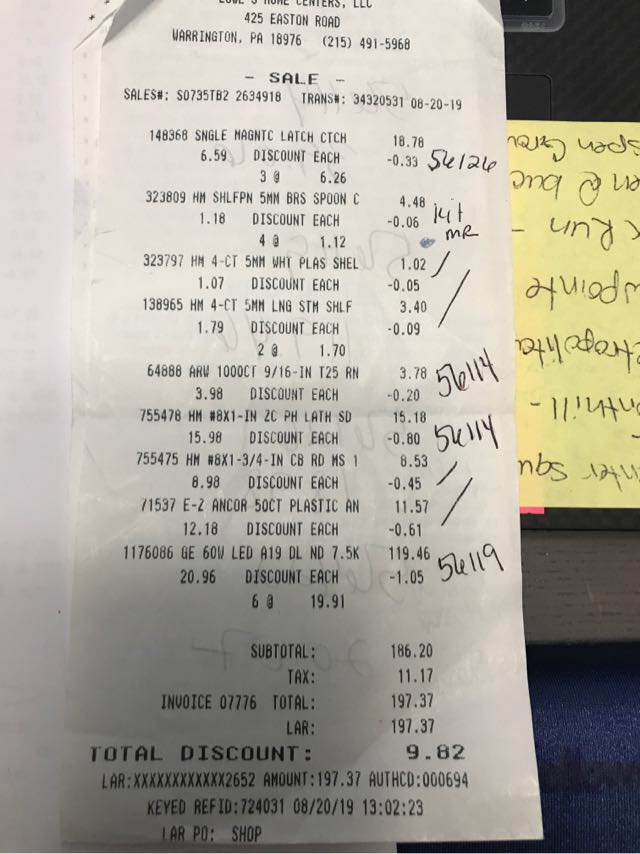 LOWE'S HOME CENTERS, LLC
425 EASTON ROAD
WARRINGTON, PA 18976 (215) 491-5968
- SALE -
SALES#: S0735TB2 2634918 TRANS#: 34320531 08-20-19
148368 SNGLE MAGNTC LATCH CTCH 18.78
6.59 DISCOUNT EACH -0.33 56126
3 @ 6.26
323809 HM SHLFPN 5MM BRS SPOON C 4.48
1.18 DISCOUNT EACH -0.06 kit
4 @ 1.12 MR
323797 HM 4-CT 5MM WHT PLAS SHEL 1.02
1.07 DISCOUNT EACH -0.05
138965 HM 4-CT 5MM LNG STM SHLF 3.40
1.79 DISCOUNT EACH -0.09
2 @ 1.70
64888 ARW 1000CT 9/16-IN T25 RN 3.78 56114
3.98 DISCOUNT EACH -0.20
755478 HM #8X1-IN ZC PH LATH SD 15.18
15.98 DISCOUNT EACH -0.80 56114
755475 HM #8X1-3/4-IN CB RD MS 1 8.53
8.98 DISCOUNT EACH -0.45
71537 E-Z ANCOR 50CT PLASTIC AN 11.57
12.18 DISCOUNT EACH -0.61
1176086 GE 60W LED A19 DL ND 7.5K 119.46
20.96 DISCOUNT EACH -1.05 56119
6 @ 19.91
SUBTOTAL: 186.20
TAX: 11.17
INVOICE 07776 TOTAL: 197.37
LAR: 197.37
TOTAL DISCOUNT: 9.82
LAR:XXXXXXXXXXXX2652 AMOUNT:197.37 AUTHCD:000694
KEYED REFID:724031 08/20/19 13:02:23
LAR PO: SHOP